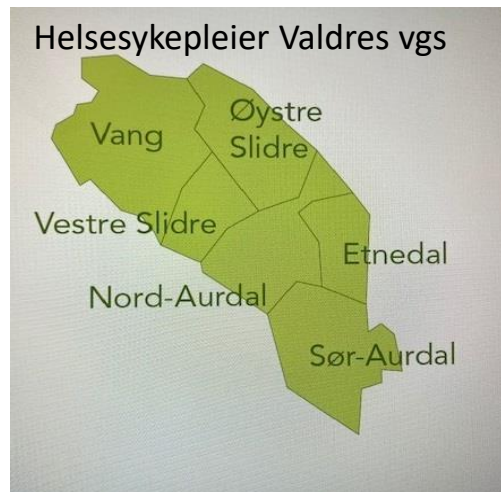 Helsesykepleier Valdres vgs
Øystre
Slidre
Vang
Vestre Slidre
Etnedal
Nord-Aurdal
Sør-Aurdal